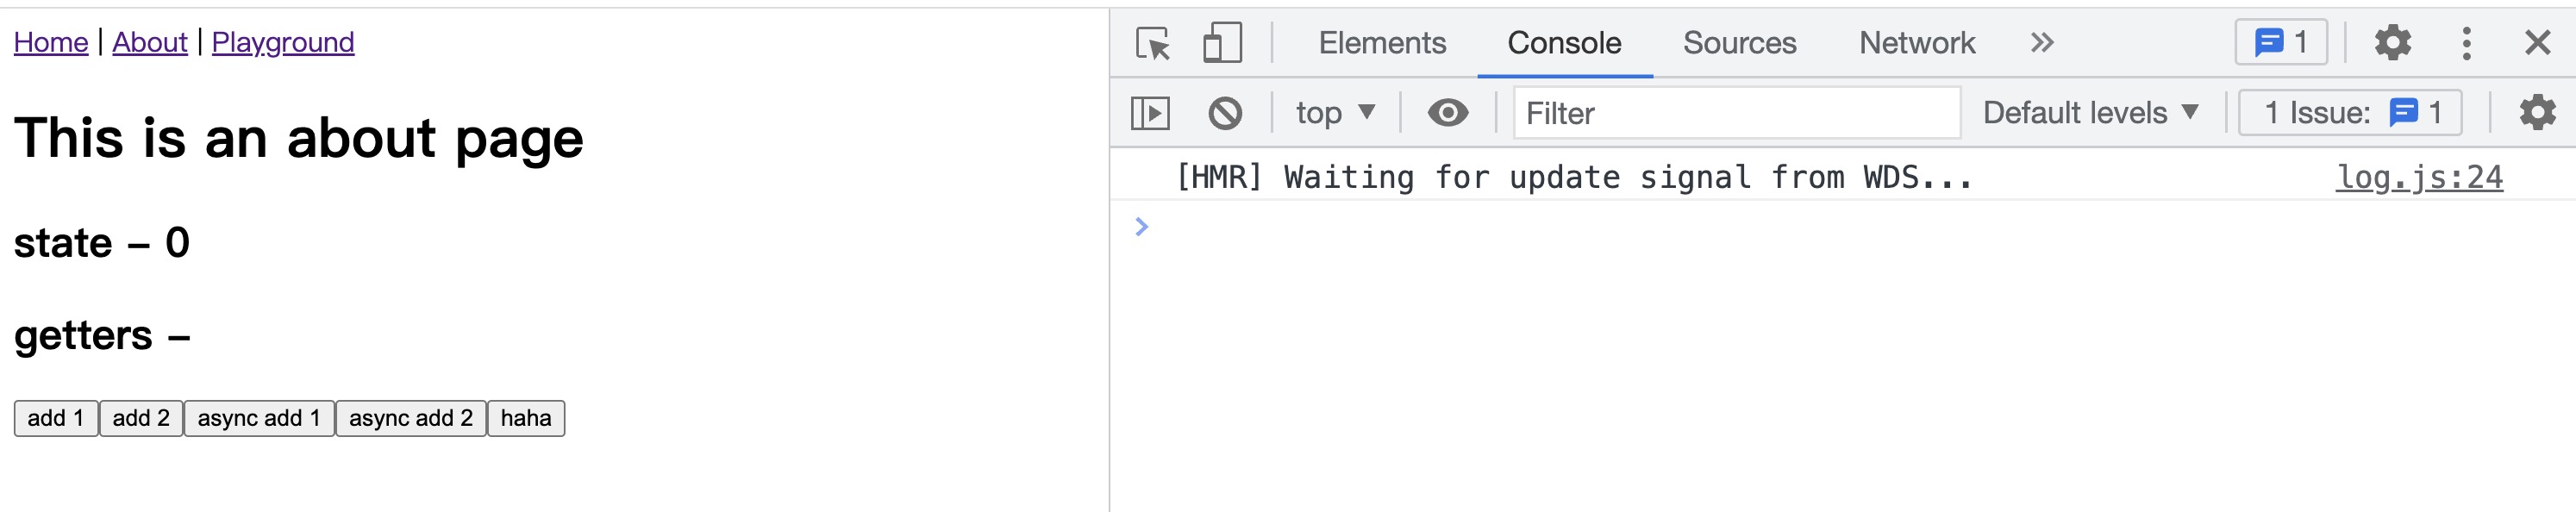 Home | About | Playground
This is an about page
state – 0
getters –
add 1 add 2 async add 1 async add 2 haha
Elements Console Sources Network » 1
top ▼ Filter Default levels ▼ 1 Issue: 1
[HMR] Waiting for update signal from WDS... log.js:24
>